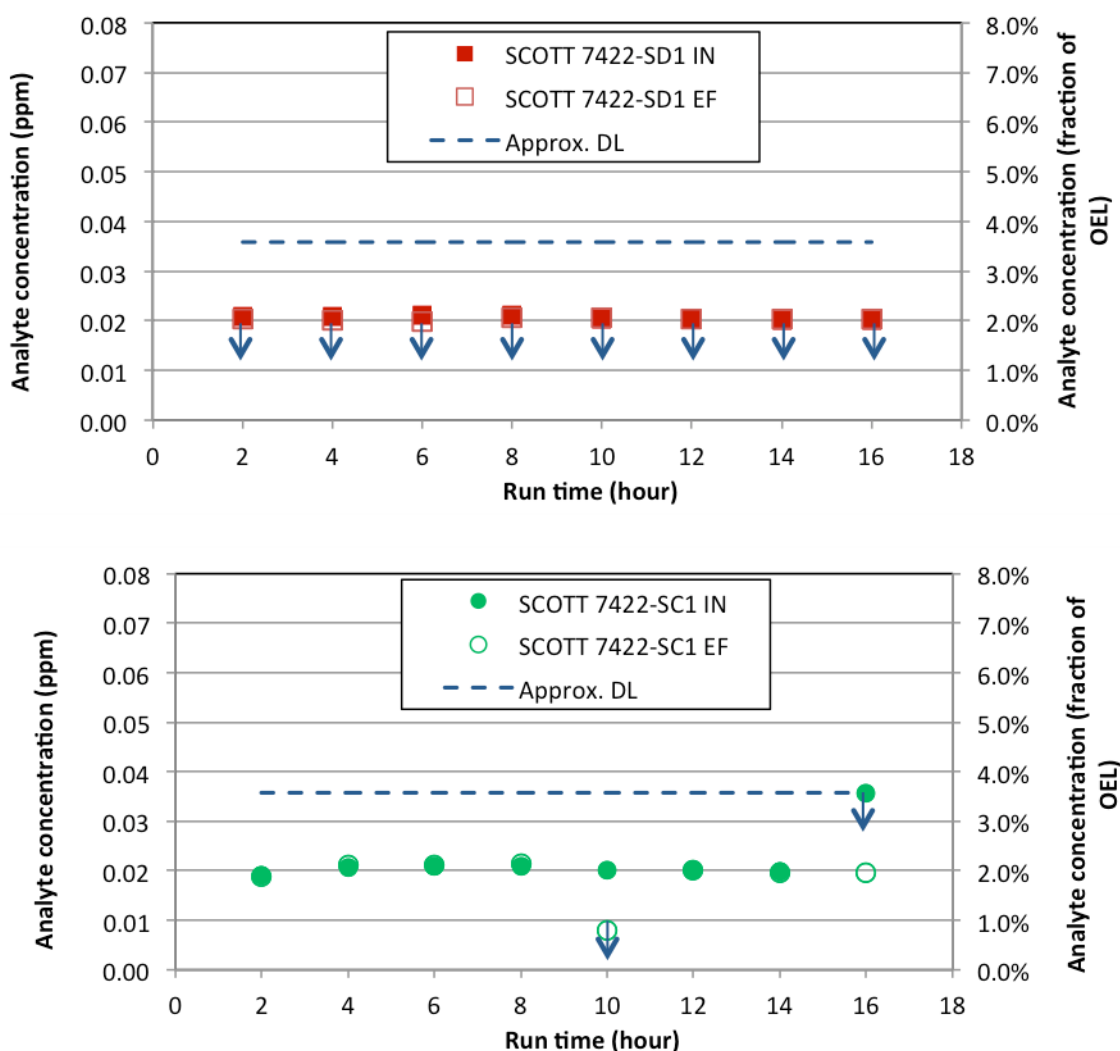 SCOTT 7422-SD1 IN
SCOTT 7422-SD1 EF
Approx. DL
Analyte concentration (ppm)
0.08
0.07
0.06
0.05
0.04
0.03
0.02
0.01
0.00
8.0%
7.0%
6.0%
5.0%
4.0%
3.0%
2.0%
1.0%
0.0%
Analyte concentration (fraction of
OEL)
0 2 4 6 8 10 12 14 16 18
Run time (hour)
SCOTT 7422-SC1 IN
SCOTT 7422-SC1 EF
Approx. DL
Analyte concentration (ppm)
0.08
0.07
0.06
0.05
0.04
0.03
0.02
0.01
0.00
8.0%
7.0%
6.0%
5.0%
4.0%
3.0%
2.0%
1.0%
0.0%
Analyte concentration (fraction of
OEL)
0 2 4 6 8 10 12 14 16 18
Run time (hour)